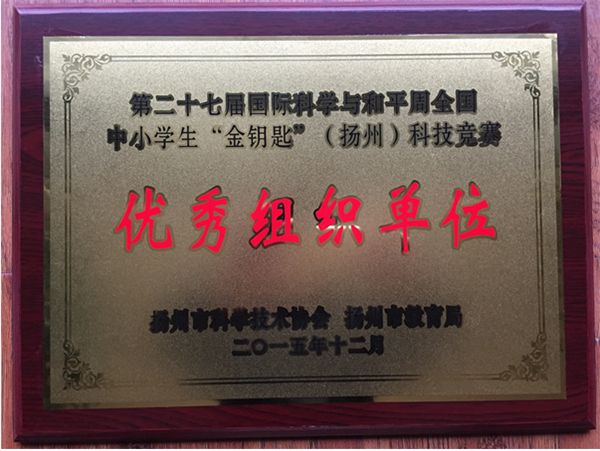 第二十七届国际科学与和平周全国
中小学生“金钥匙”（扬州）科技竞赛
优秀组织单位
扬州市科学技术协会 扬州市教育局
二〇一五年十二月